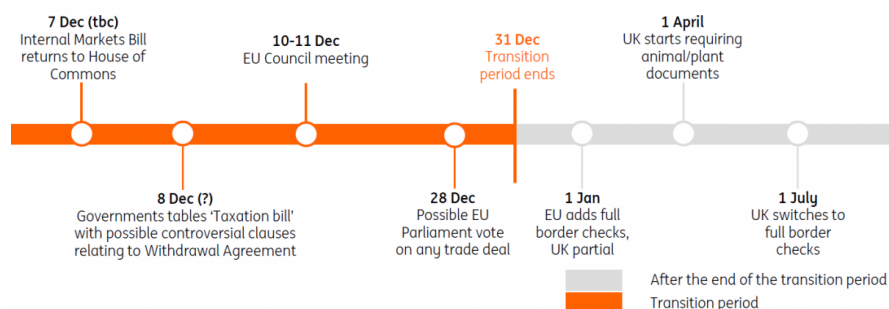 7 Dec (tbc)
Internal Markets Bill
returns to House of
Commons
10-11 Dec
EU Council meeting
31 Dec
Transition
period ends
1 April
UK starts requiring
animal/plant
documents
8 Dec (?)
Governments tables ‘Taxation bill’
with possible controversial clauses
relating to Withdrawal Agreement
28 Dec
Possible EU
Parliament vote
on any trade deal
1 Jan
EU adds full
border checks,
UK partial
1 July
UK switches to
full border
checks
After the end of the transition period
Transition period